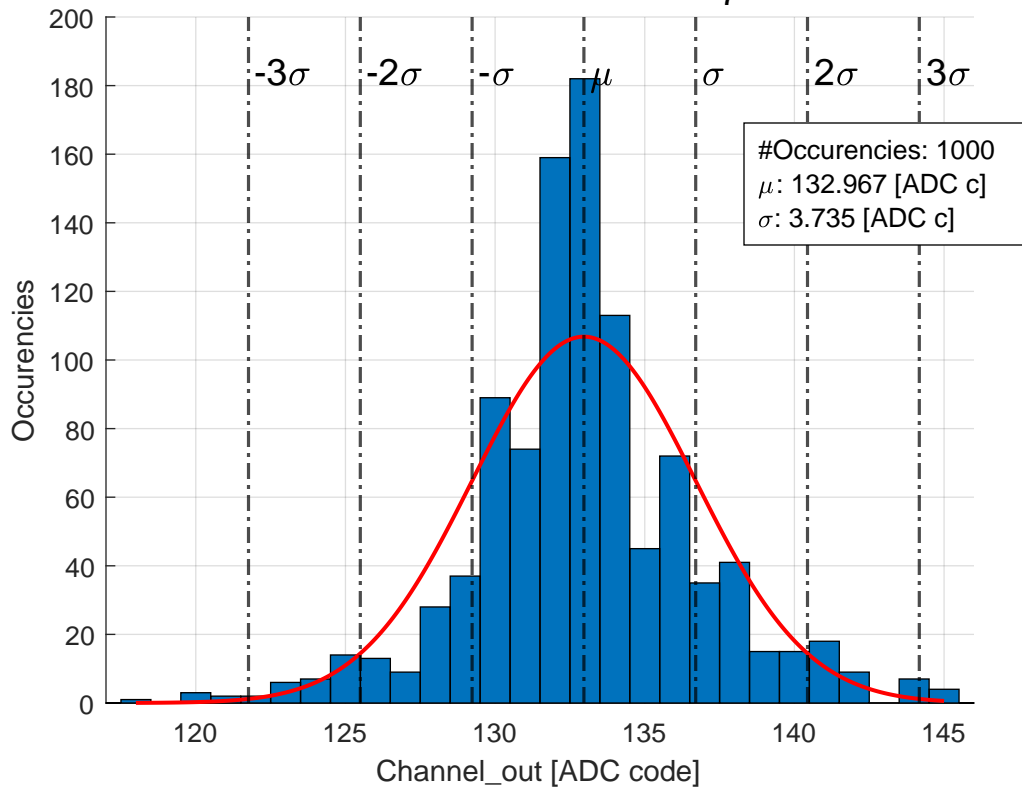 200
180
160
140
120
100
80
60
40
20
0
Occurencies
-3σ
-2σ
-σ
μ
σ
2σ
3σ
#Occurencies: 1000
μ: 132.967 [ADC c]
σ: 3.735 [ADC c]
120
125
130
135
140
145
Channel_out [ADC code]